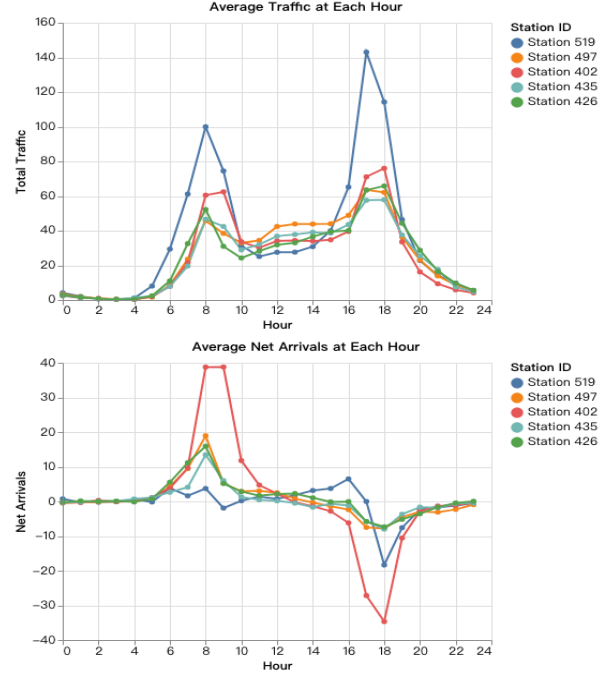 Average Traffic at Each Hour
160
140
120
100
80
60
40
20
0
Total Traffic
0 2 4 6 8 10 12 14 16 18 20 22 24
Hour
Station ID
Station 519
Station 497
Station 402
Station 435
Station 426
Average Net Arrivals at Each Hour
40
30
20
10
0
−10
−20
−30
−40
Net Arrivals
0 2 4 6 8 10 12 14 16 18 20 22 24
Hour
Station ID
Station 519
Station 497
Station 402
Station 435
Station 426